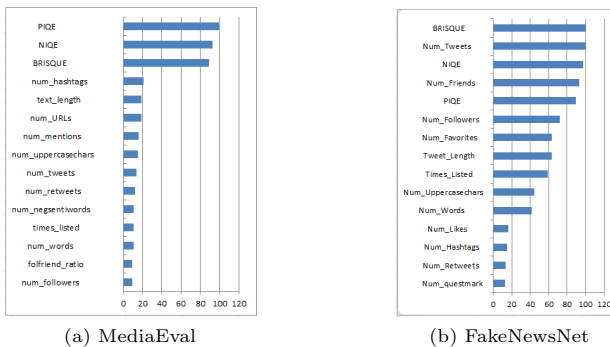 PIQE
NIQE
BRISQUE
num_hashtags
text_length
num_URLs
num_mentions
num_uppercasechars
num_tweets
num_retweets
num_negsentiwords
times_listed
num_words
folfriend_ratio
num_followers
0 20 40 60 80 100 120
(a) MediaEval
BRISQUE
Num_Tweets
NIQE
Num_Friends
PIQE
Num_Followers
Num_Favorites
Tweet_Length
Times_Listed
Num_Uppercasechars
Num_Words
Num_Likes
Num_Hashtags
Num_Retweets
Num_questmark
0 20 40 60 80 100 120
(b) FakeNewsNet